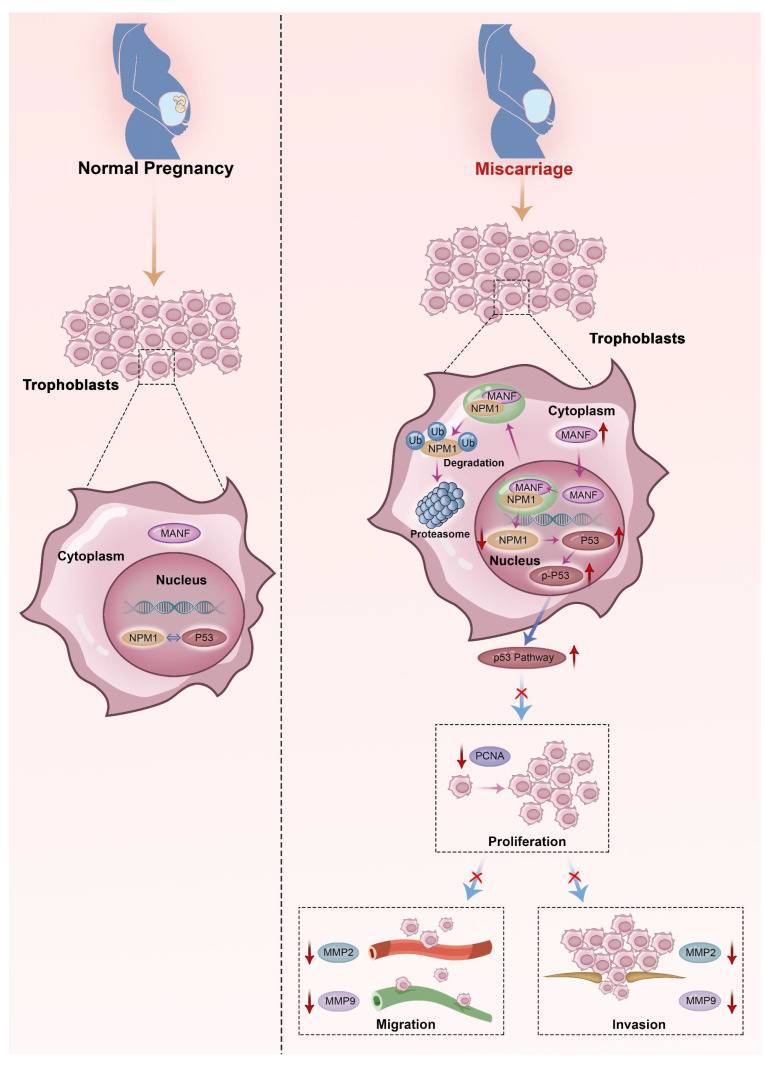 Normal Pregnancy
Trophoblasts
MANF
Cytoplasm
Nucleus
NPM1
P53
Miscarriage
Trophoblasts
MANF
NPM1
Cytoplasm
MANF
Ub
Ub
Ub
NPM1
Degradation
Proteasome
MANF
NPM1
MANF
NPM1
P53
Nucleus
p-P53
p53 Pathway
PCNA
Proliferation
MMP2
MMP9
Migration
MMP2
MMP9
Invasion